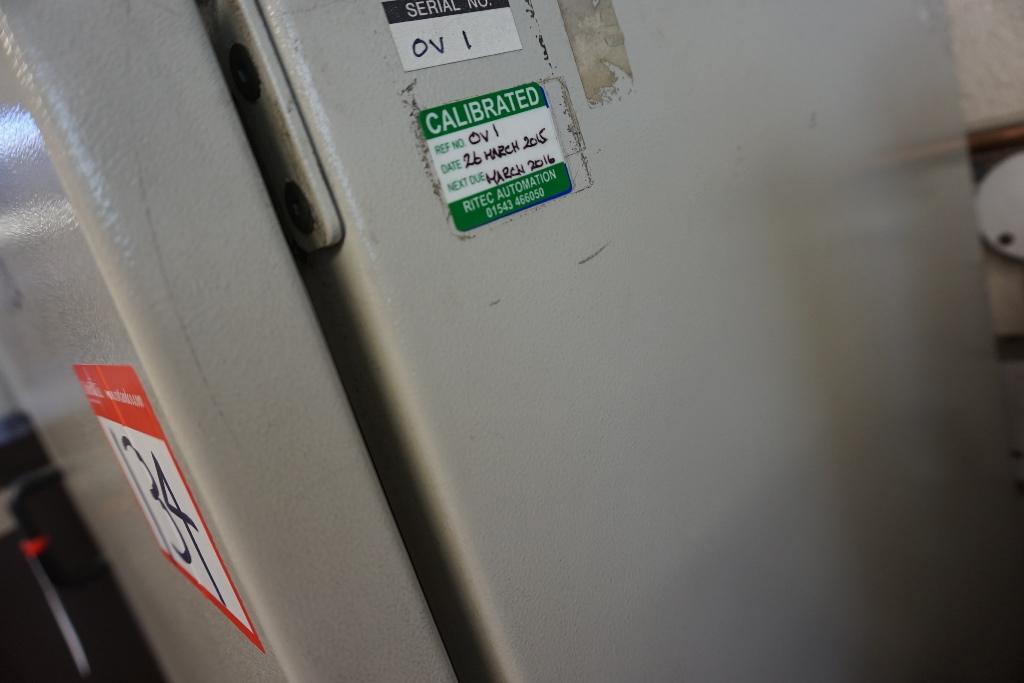 SERIAL NO.
OV 1
CALIBRATED
REF NO. OV 1
DATE 26 MARCH 2015
NEXT DUE MARCH 2016
RITEC AUTOMATION
01543 466050
134